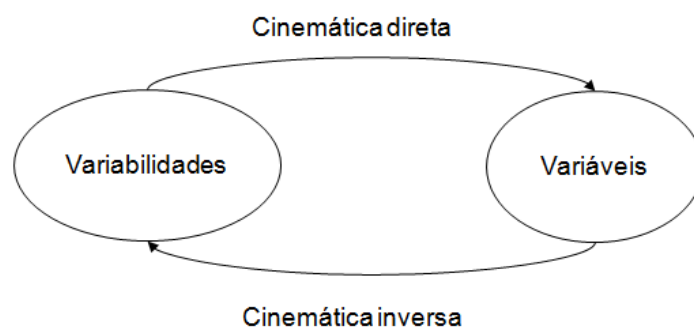 Cinemática direta
Variabilidades
Variáveis
Cinemática inversa